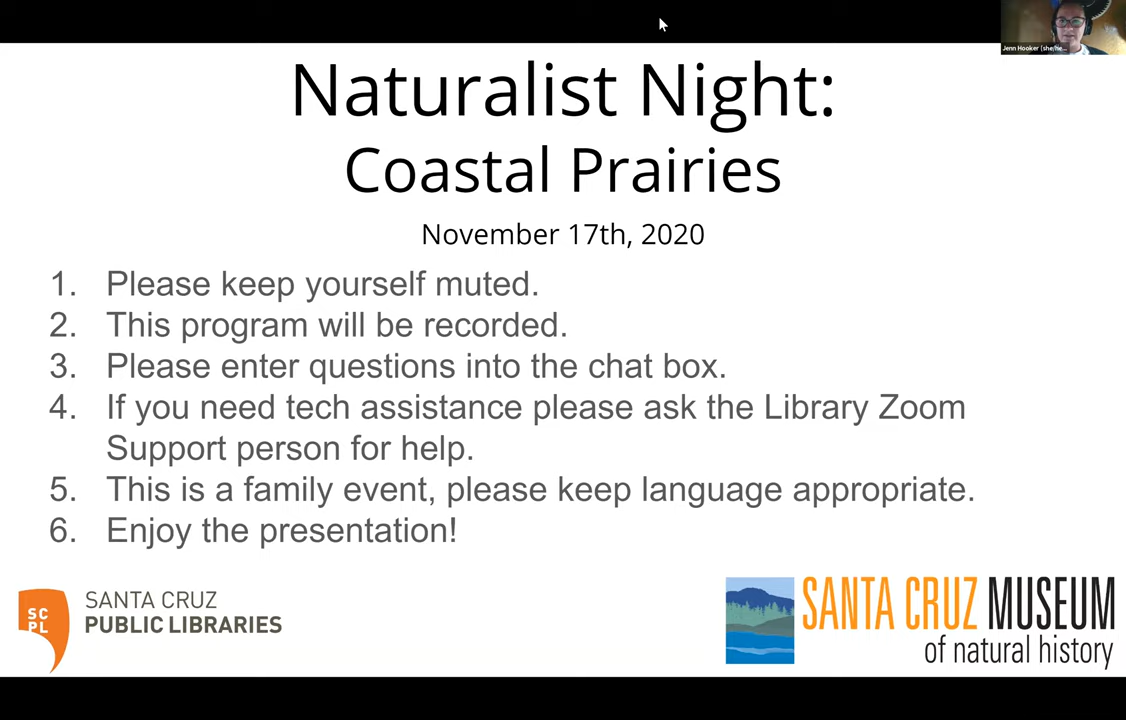 Jenn Hooker (she/he...
Naturalist Night:
Coastal Prairies
November 17th, 2020
1. Please keep yourself muted.
2. This program will be recorded.
3. Please enter questions into the chat box.
4. If you need tech assistance please ask the Library Zoom
Support person for help.
5. This is a family event, please keep language appropriate.
6. Enjoy the presentation!
SC
PL
SANTA CRUZ
PUBLIC LIBRARIES
SANTA CRUZ MUSEUM
of natural history